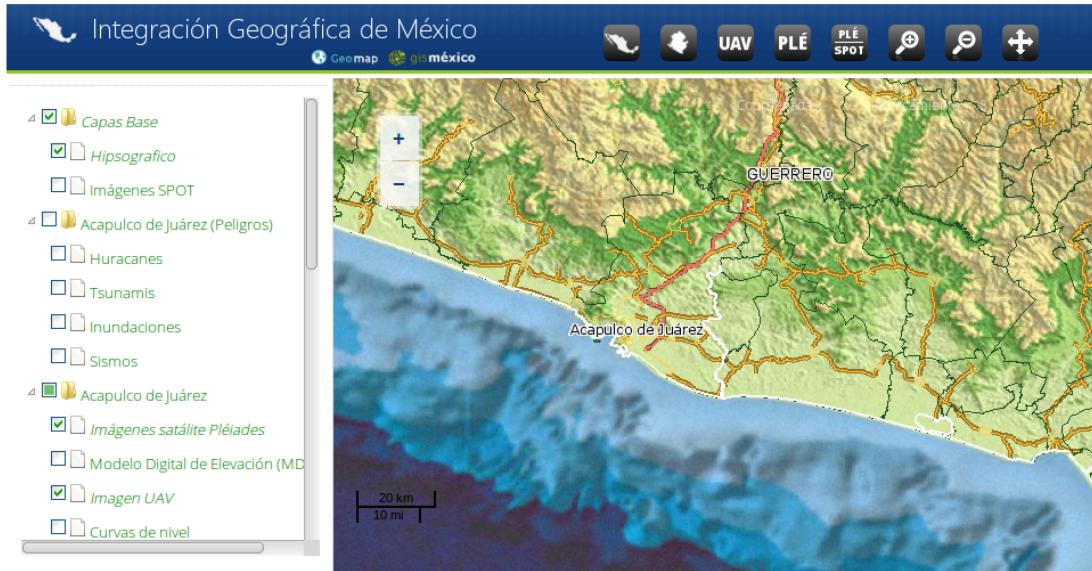 Integración Geográfica de México
Geomap gisméxico
UAV
PLÉ
PLÉ
SPOT
Capas Base
Hipsografico
Imágenes SPOT
Acapulco de Juárez (Peligros)
Huracanes
Tsunamis
Inundaciones
Sismos
Acapulco de Juárez
Imágenes satálite Pléiades
Modelo Digital de Elevación (MD
Imagen UAV
Curvas de nivel
+
−
GUERRERO
Acapulco de Juárez
20 km
10 mi